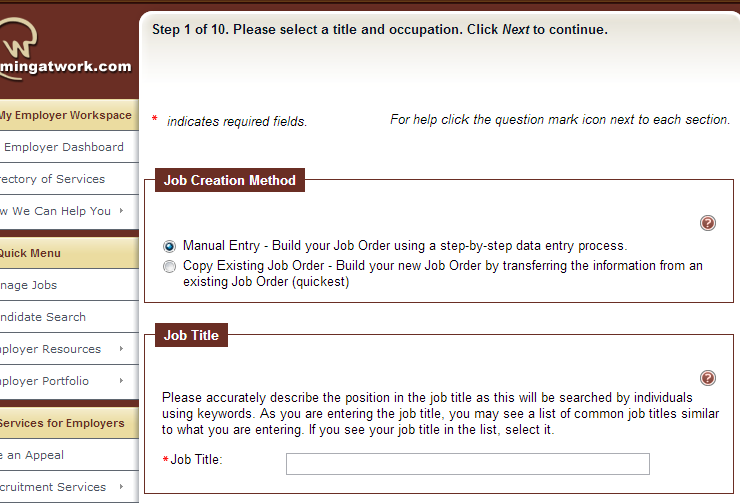 mingatwork.com
My Employer Workspace
Employer Dashboard
rectory of Services
w We Can Help You
Quick Menu
nage Jobs
ndidate Search
ployer Resources
ployer Portfolio
Services for Employers
e an Appeal
cruitment Services
Step 1 of 10. Please select a title and occupation. Click Next to continue.
* indicates required fields.
For help click the question mark icon next to each section.
Job Creation Method
?
Manual Entry - Build your Job Order using a step-by-step data entry process.
Copy Existing Job Order - Build your new Job Order by transferring the information from an
existing Job Order (quickest)
Job Title
?
Please accurately describe the position in the job title as this will be searched by individuals
using keywords. As you are entering the job title, you may see a list of common job titles similar
to what you are entering. If you see your job title in the list, select it.
*Job Title: